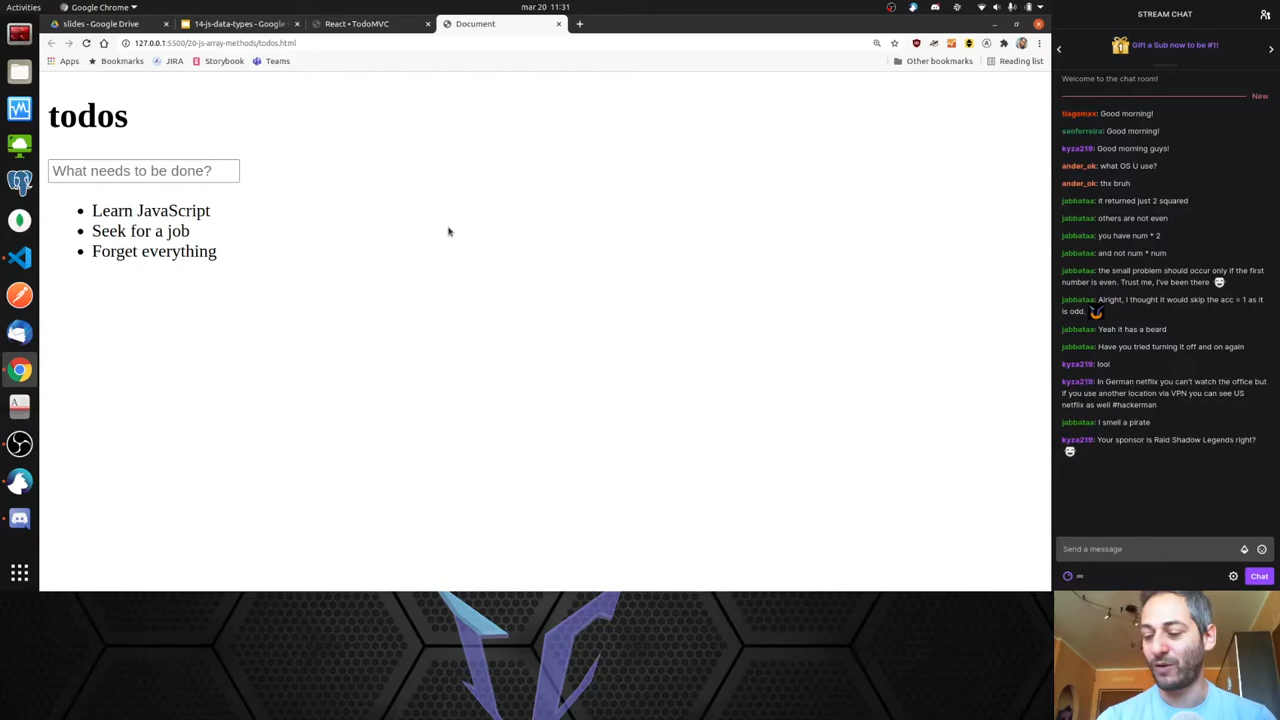 Activities
Google Chrome
mar 20 11:31
slides - Google Drive
14-js-data-types - Google S
React • TodoMVC
Document
127.0.0.1:5500/20-js-array-methods/todos.html
Apps
Bookmarks
JIRA
Storybook
Teams
Other bookmarks
Reading list
todos
What needs to be done?
Learn JavaScript
Seek for a job
Forget everything
STREAM CHAT
Gift a Sub now to be #1!
Welcome to the chat room!
New
tiagomxx: Good morning!
saoferreira: Good morning!
kyza219: Good morning guys!
ander_ok: what OS U use?
ander_ok: thx bruh
jabbataa: it returned just 2 squared
jabbataa: others are not even
jabbataa: you have num * 2
jabbataa: and not num * num
jabbataa: the small problem should occur only if the first
number is even. Trust me, I've been there
jabbataa: Alright, I thought it would skip the acc = 1 as it
is odd.
jabbataa: Yeah it has a beard
jabbataa: Have you tried turning it off and on again
kyza219: lool
kyza219: In German netflix you can't watch the office but
if you use another location via VPN you can see US
netflix as well #hackerman
jabbataa: I smell a pirate
kyza219: Your sponsor is Raid Shadow Legends right?
Send a message
Chat